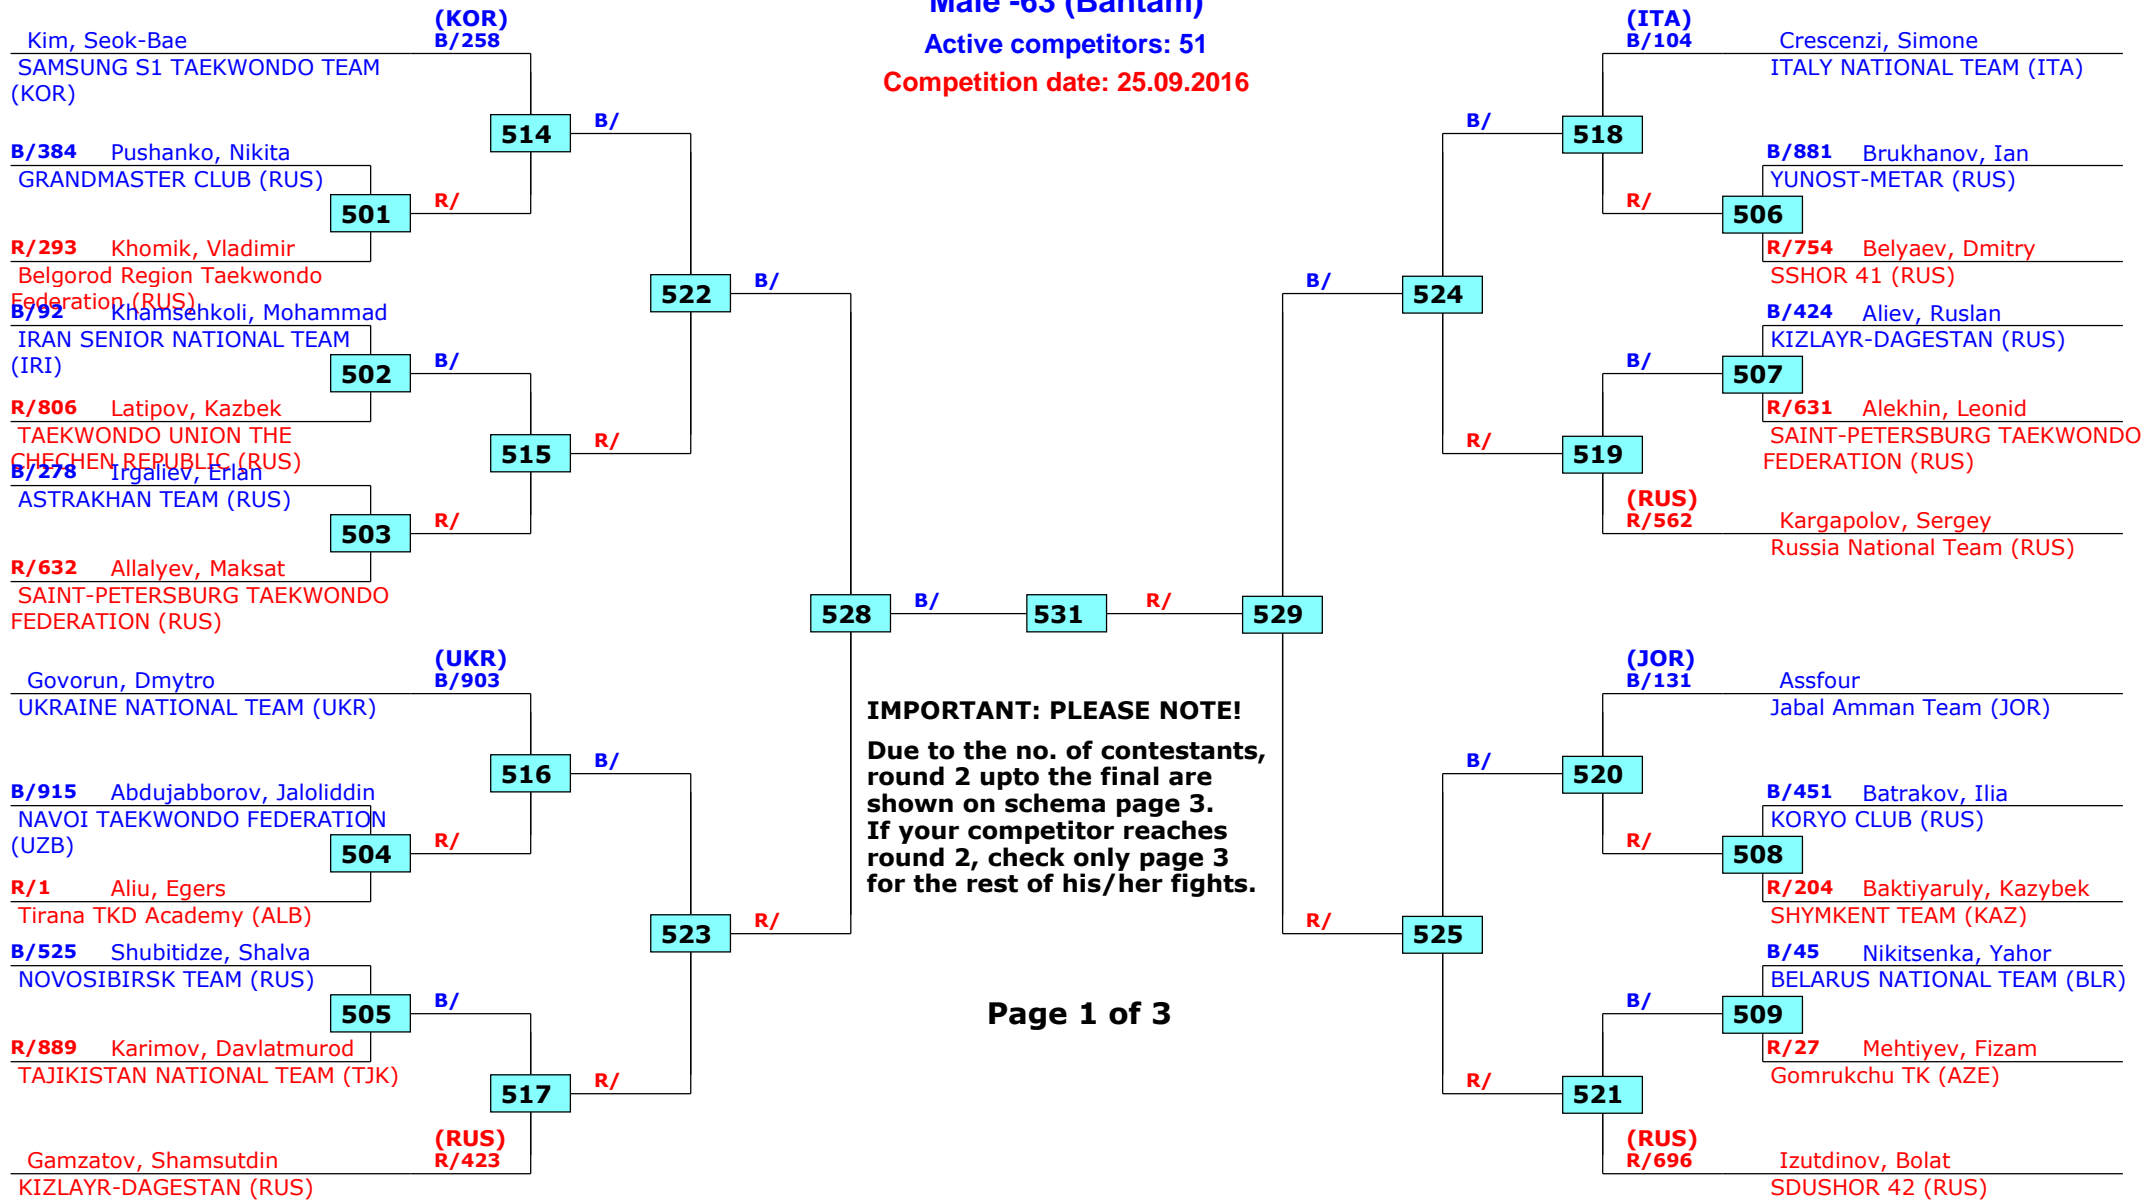 Male -63 (Bantam)
Active competitors: 51
Competition date: 25.09.2016
(KOR)
Kim, Seok-Bae B/258
SAMSUNG S1 TAEKWONDO TEAM
(KOR)
514 B/
B/384 Pushanko, Nikita
GRANDMASTER CLUB (RUS)
501 R/
R/293 Khomik, Vladimir
Belgorod Region Taekwondo
Federation (RUS)
522 B/
B/92 Khamsehkoli, Mohammad
IRAN SENIOR NATIONAL TEAM
(IRI)
502 B/
R/806 Latipov, Kazbek
TAEKWONDO UNION THE
CHECHEN REPUBLIC (RUS)
515 R/
B/278 Irgaliev, Erlan
ASTRAKHAN TEAM (RUS)
503 R/
R/632 Allalyev, Maksat
SAINT-PETERSBURG TAEKWONDO
FEDERATION (RUS)
528 B/ 531 R/ 529
(UKR)
Govorun, Dmytro B/903
UKRAINE NATIONAL TEAM (UKR)
516 B/
B/915 Abdujabborov, Jaloliddin
NAVOI TAEKWONDO FEDERATION
(UZB)
504 R/
R/1 Aliu, Egers
Tirana TKD Academy (ALB)
523 R/
B/525 Shubitidze, Shalva
NOVOSIBIRSK TEAM (RUS)
505 B/
R/889 Karimov, Davlatmurod
TAJIKISTAN NATIONAL TEAM (TJK)
517 R/
(RUS)
Gamzatov, Shamsutdin R/423
KIZLAYR-DAGESTAN (RUS)
IMPORTANT: PLEASE NOTE!
Due to the no. of contestants,
round 2 upto the final are
shown on schema page 3.
If your competitor reaches
round 2, check only page 3
for the rest of his/her fights.
Page 1 of 3
(ITA)
B/104 Crescenzi, Simone
ITALY NATIONAL TEAM (ITA)
B/ 518
B/881 Brukhanov, Ian
YUNOST-METAR (RUS)
R/ 506
R/754 Belyaev, Dmitry
SSHOR 41 (RUS)
B/ 524
B/424 Aliev, Ruslan
KIZLAYR-DAGESTAN (RUS)
B/ 507
R/631 Alekhin, Leonid
SAINT-PETERSBURG TAEKWONDO
FEDERATION (RUS)
R/ 519
(RUS)
R/562 Kargapolov, Sergey
Russia National Team (RUS)
(JOR)
B/131 Assfour
Jabal Amman Team (JOR)
B/ 520
B/451 Batrakov, Ilia
KORYO CLUB (RUS)
R/ 508
R/204 Baktiyaruly, Kazybek
SHYMKENT TEAM (KAZ)
R/ 525
B/45 Nikitsenka, Yahor
BELARUS NATIONAL TEAM (BLR)
B/ 509
R/27 Mehtiyev, Fizam
Gomrukchu TK (AZE)
R/ 521
(RUS)
R/696 Izutdinov, Bolat
SDUSHOR 42 (RUS)